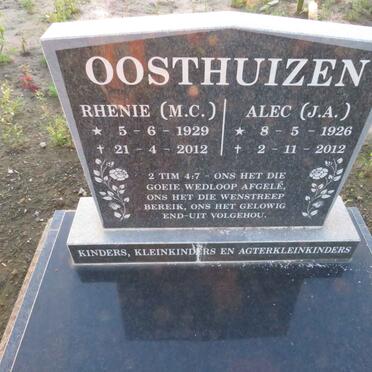 OOSTHUIZEN
RHENIE (M.C.) ALEC (J.A.)
★ 5-6-1929 ★ 8-5-1926
✝ 21-4-2012 ✝ 2-11-2012
2 TIM 4:7 - ONS HET DIE
GOEIE WEDLOOP AFGELÊ,
ONS HET DIE WENSTREEP
BEREIK, ONS HET GELOWIG
END-UIT VOLGEHOU.
KINDERS, KLEINKINDERS EN AGTERKLEINKINDERS